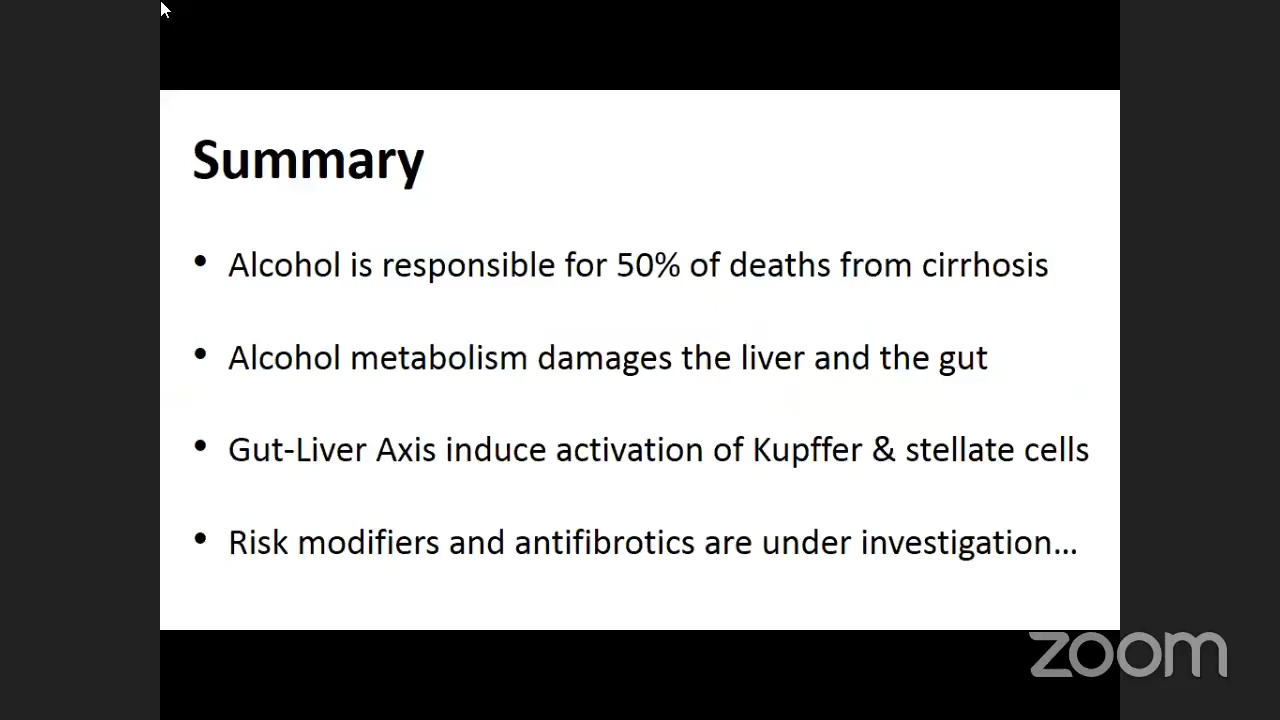 Summary
• Alcohol is responsible for 50% of deaths from cirrhosis
• Alcohol metabolism damages the liver and the gut
• Gut-Liver Axis induce activation of Kupffer & stellate cells
• Risk modifiers and antifibrotics are under investigation...
zoom